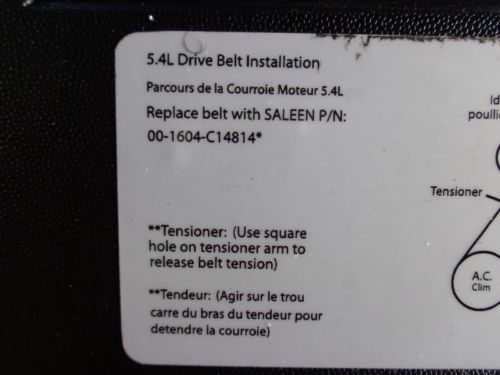 5.4L Drive Belt Installation
Parcours de la Courroie Moteur 5.4L
Replace belt with SALEEN P/N:
00-1604-C14814*
Id
poulli
Tensioner
**Tensioner: (Use square
hole on tensioner arm to
release belt tension)
A.C.
Clim
**Tendeur: (Agir sur le trou
carre du bras du tendeur pour
detendre la courroie)